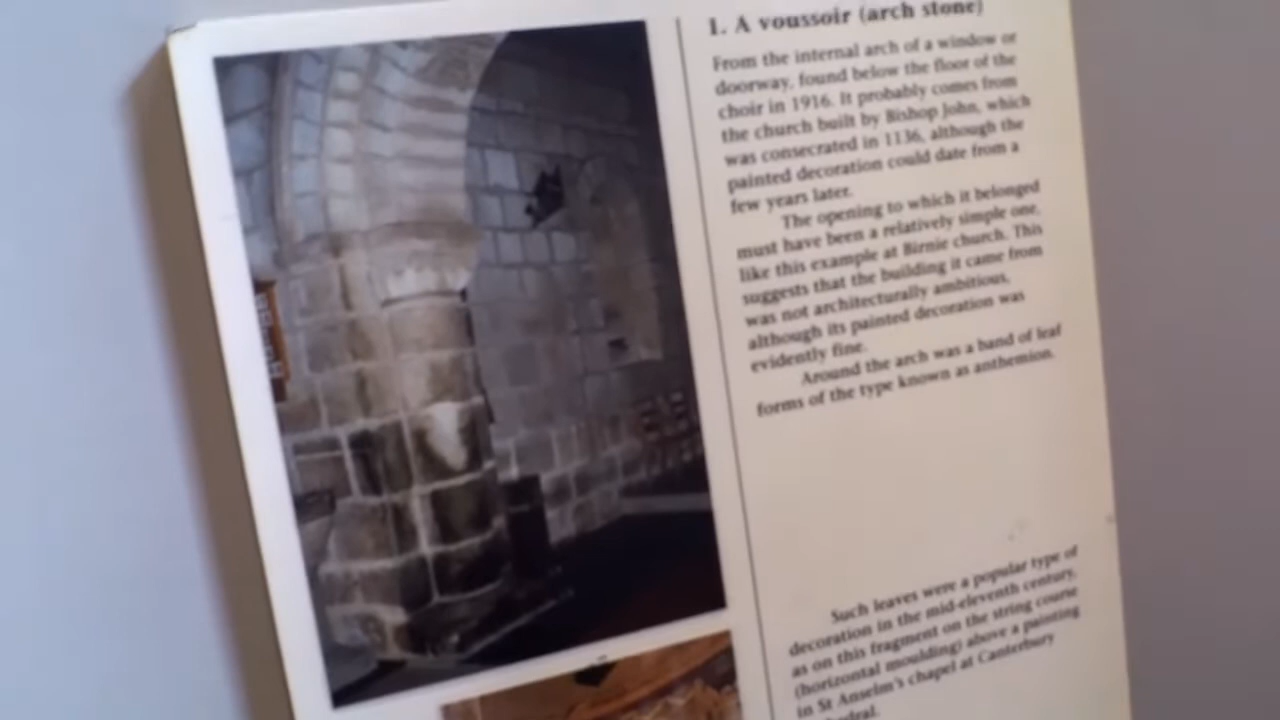 1. A voussoir (arch stone)
From the internal arch of a window or
doorway, found below the floor of the
choir in 1916. It probably comes from
the church built by Bishop John, which
was consecrated in 1136, although the
painted decoration could date from a
few years later.
The opening to which it belonged
must have been a relatively simple one,
like this example at Birnie church. This
suggests that the building it came from
was not architecturally ambitious,
although its painted decoration was
evidently fine.
Around the arch was a band of leaf
forms of the type known as anthemion.
Such leaves were a popular type of
decoration in the mid-eleventh century,
as on this fragment on the string course
(horizontal moulding) above a painting
in St Anselm's chapel at Canterbury